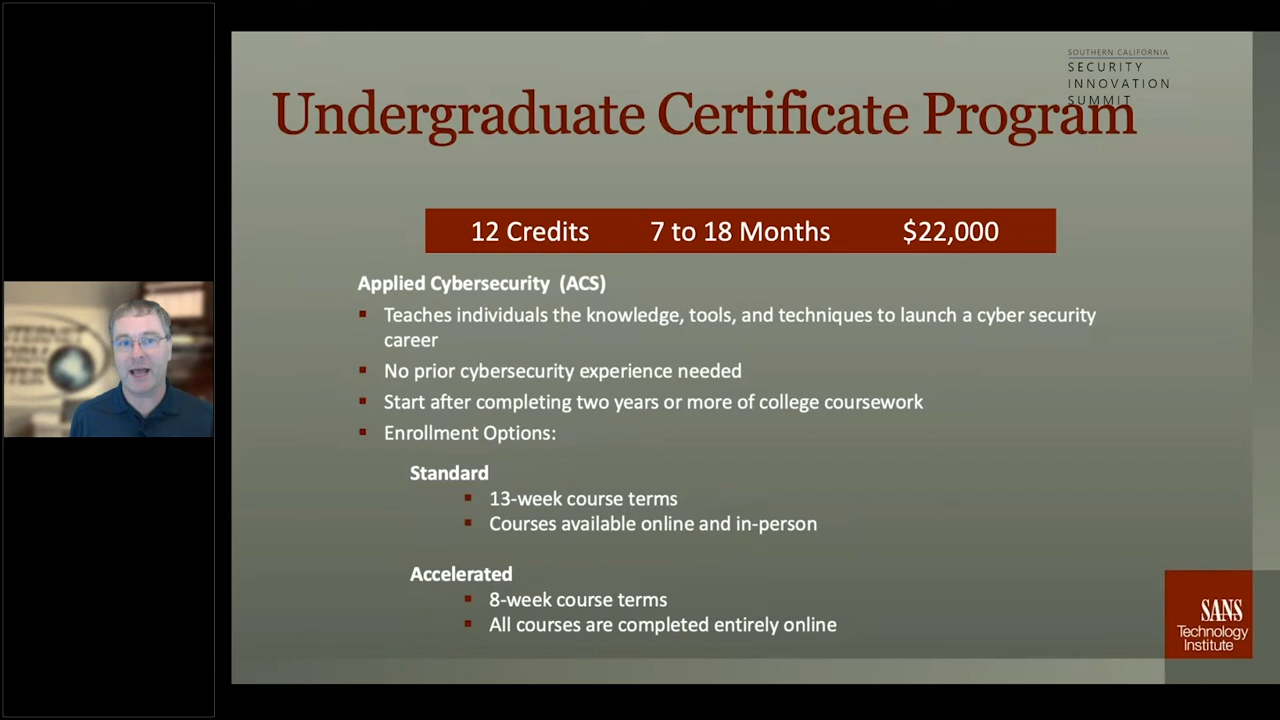 SOUTHERN CALIFORNIA
SECURITY
INNOVATION
SUMMIT
Undergraduate Certificate Program
12 Credits 7 to 18 Months $22,000
Applied Cybersecurity (ACS)
Teaches individuals the knowledge, tools, and techniques to launch a cyber security
career
No prior cybersecurity experience needed
Start after completing two years or more of college coursework
Enrollment Options:
Standard
13-week course terms
Courses available online and in-person
Accelerated
8-week course terms
All courses are completed entirely online
SANS
Technology
Institute